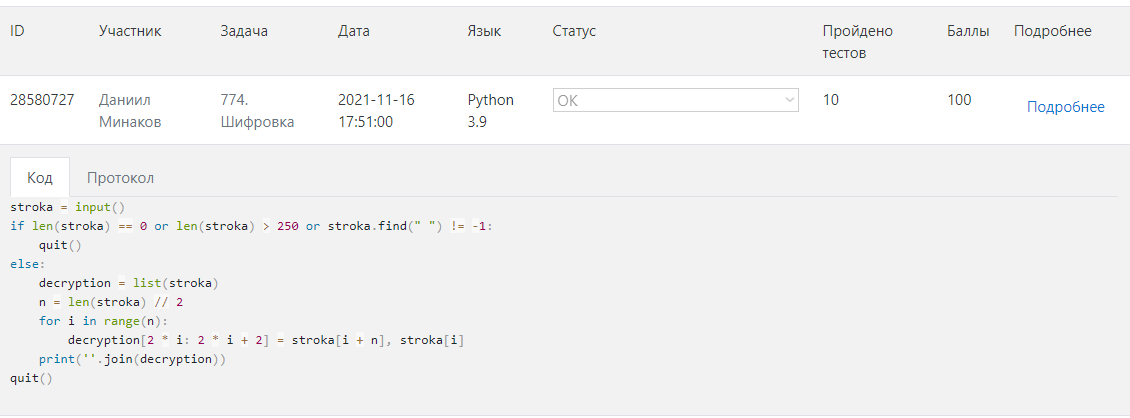 ID Участник Задача Дата Язык Статус Пройдено тестов Баллы Подробнее
28580727 Даниил Минаков 774. Шифровка 2021-11-16 17:51:00 Python 3.9 OK 10 100 Подробнее
Код Протокол
stroka = input()
if len(stroka) == 0 or len(stroka) > 250 or stroka.find(" ") != -1:
    quit()
else:
    decryption = list(stroka)
    n = len(stroka) // 2
    for i in range(n):
        decryption[2 * i: 2 * i + 2] = stroka[i + n], stroka[i]
    print(''.join(decryption))
quit()